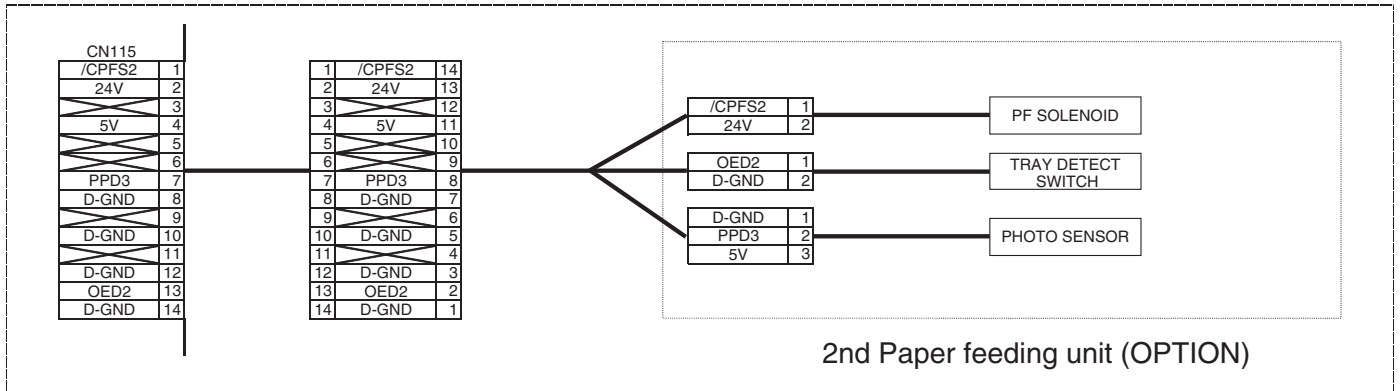 CN115
/CPFS2 1
24V 2
3
5V 4
5
6
PPD3 7
D-GND 8
9
D-GND 10
11
D-GND 12
OED2 13
D-GND 14
1 /CPFS2 14
2 24V 13
3 12
4 5V 11
5 10
6 9
7 PPD3 8
8 D-GND 7
9 6
10 D-GND 5
11 4
12 D-GND 3
13 OED2 2
14 D-GND 1
/CPFS2 1
24V 2
PF SOLENOID
OED2 1
D-GND 2
TRAY DETECT
SWITCH
D-GND 1
PPD3 2
5V 3
PHOTO SENSOR
2nd Paper feeding unit (OPTION)